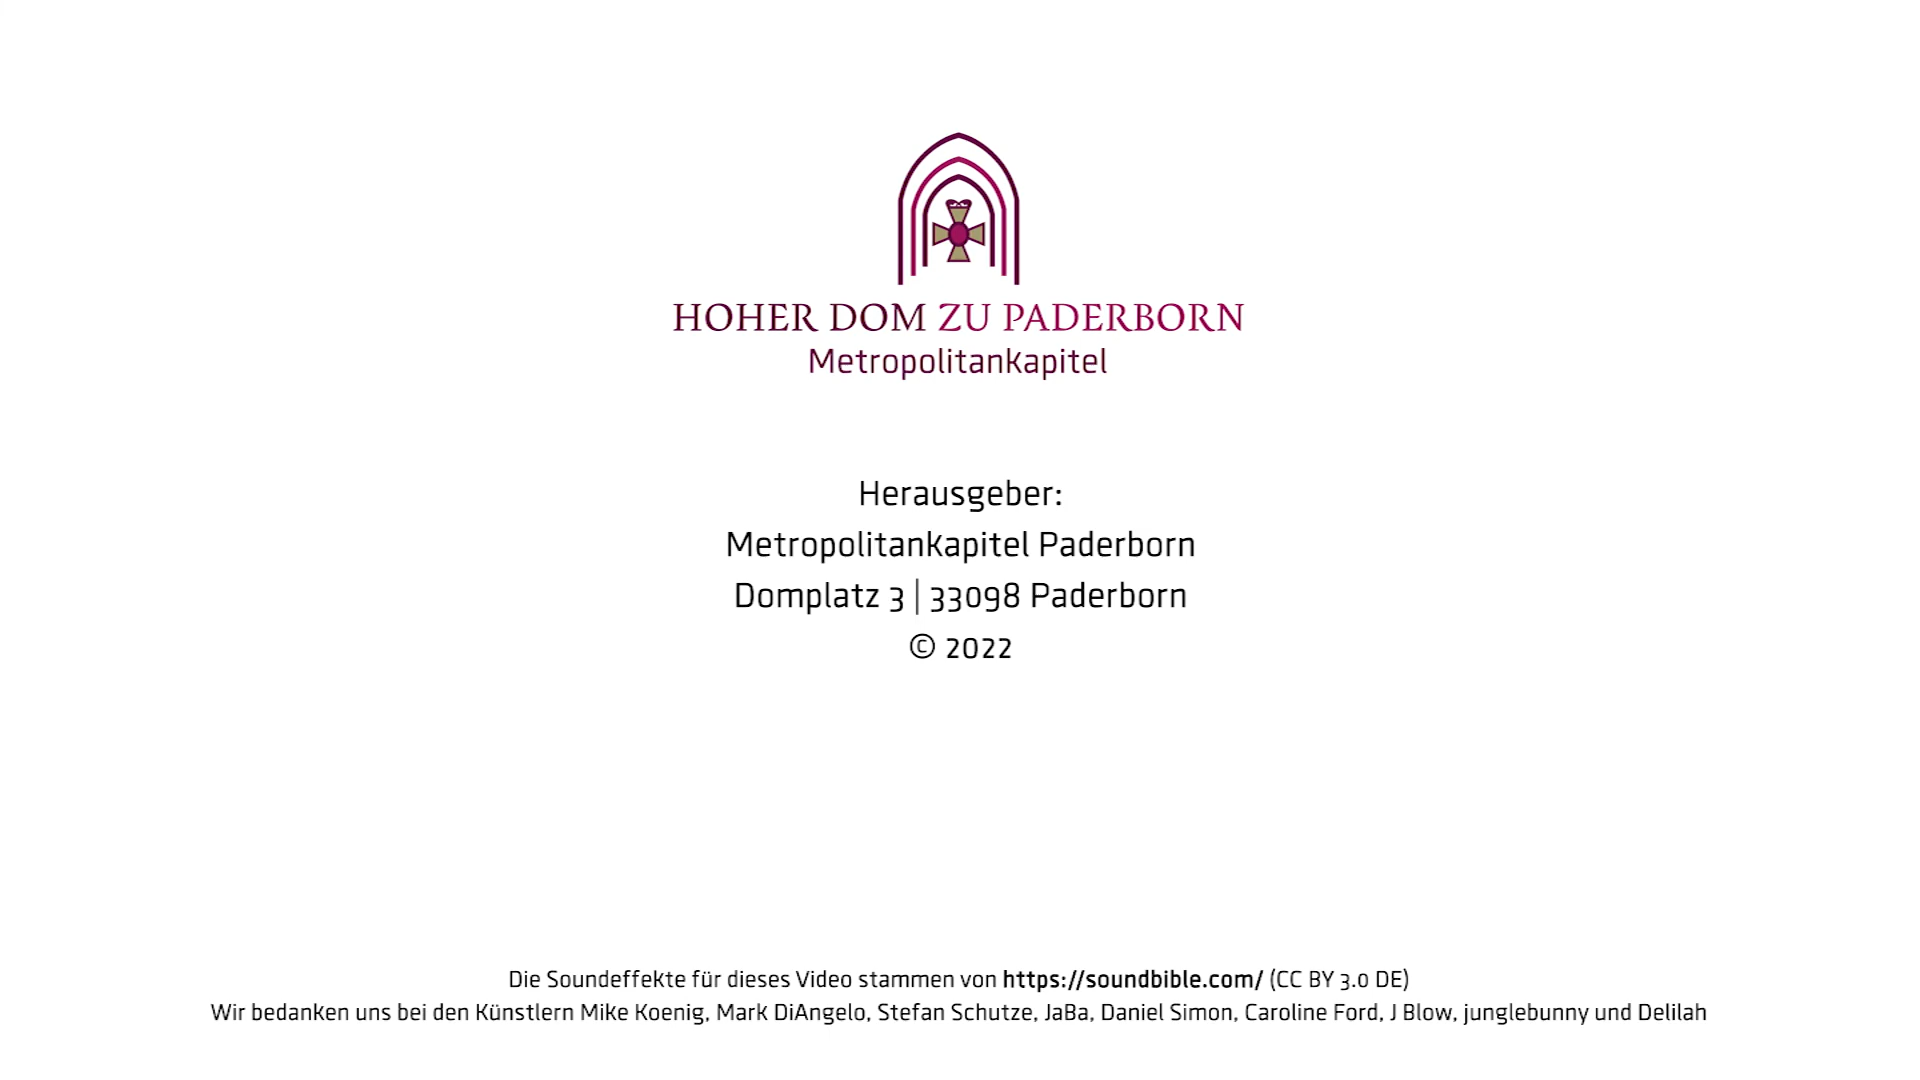 HOHER DOM ZU PADERBORN
Metropolitankapitel
Herausgeber:
Metropolitankapitel Paderborn
Domplatz 3 | 33098 Paderborn
© 2022
Die Soundeffekte für dieses Video stammen von https://soundbible.com/ (CC BY 3.0 DE)
Wir bedanken uns bei den Künstlern Mike Koenig, Mark DiAngelo, Stefan Schutze, JaBa, Daniel Simon, Caroline Ford, J Blow, junglebunny und Delilah